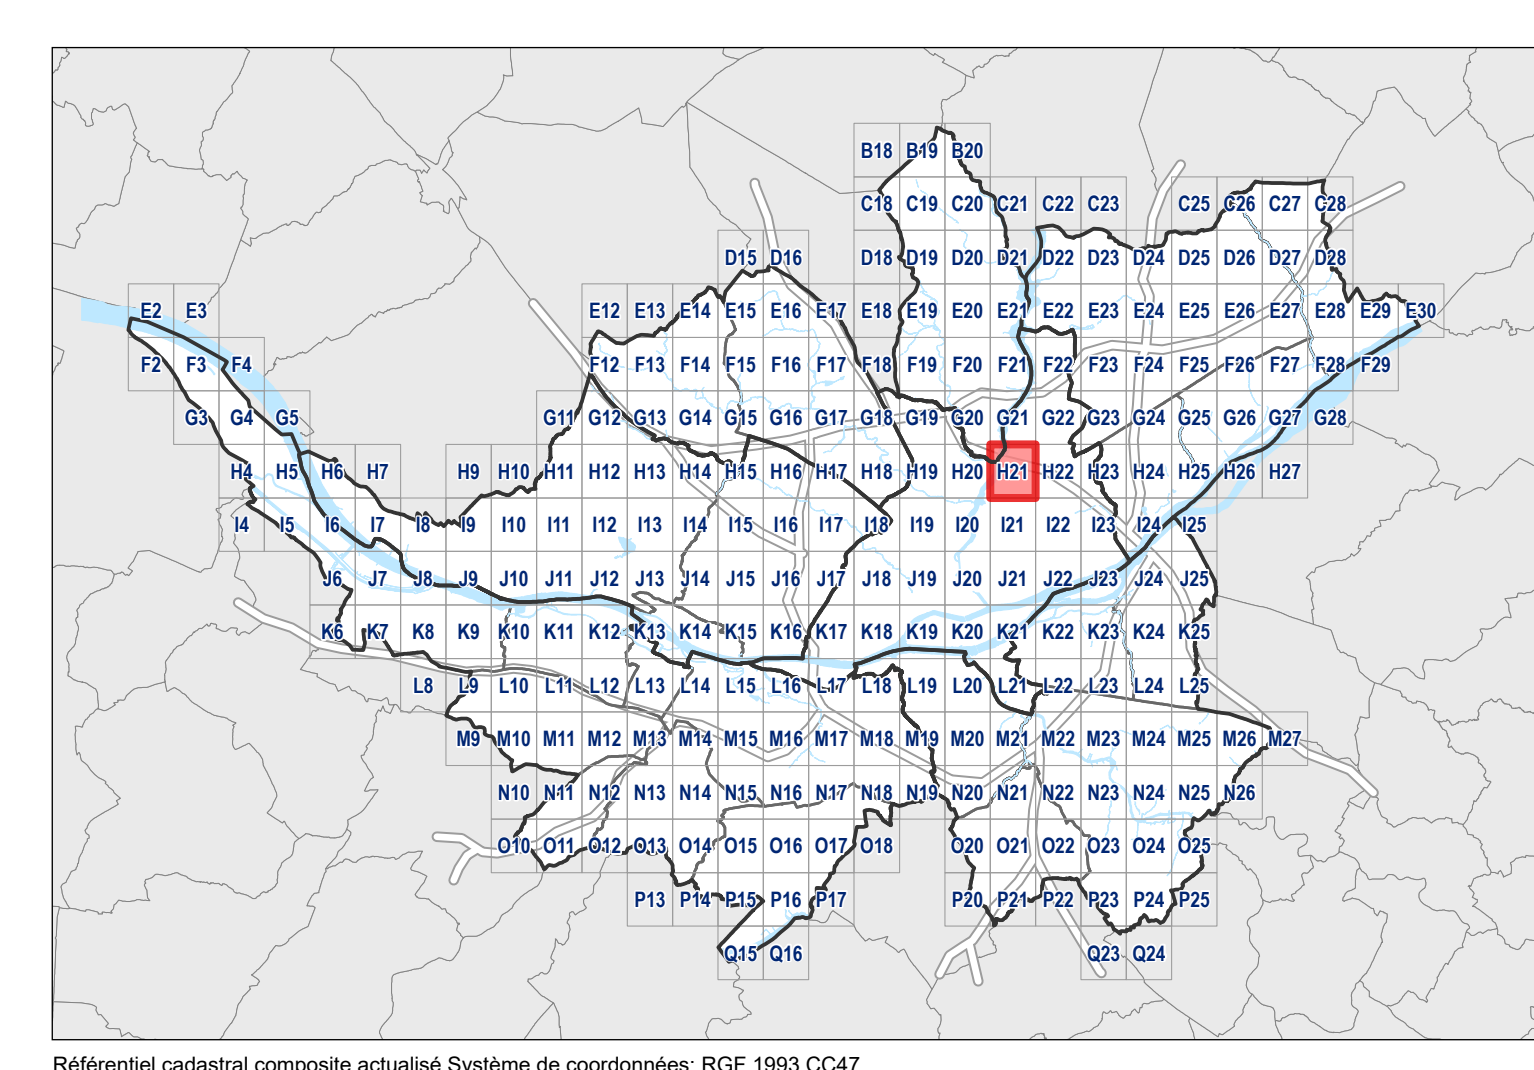 B18 B19 B20
C18 C19 C20 C21 C22 C23 C25 C26 C27 C28
D15 D16 D18 D19 D20 D21 D22 D23 D24 D25 D26 D27 D28
E2 E3 E12 E13 E14 E15 E16 E17 E18 E19 E20 E21 E22 E23 E24 E25 E26 E27 E28 E29 E30
F2 F3 F4 F12 F13 F14 F15 F16 F17 F18 F19 F20 F21 F22 F23 F24 F25 F26 F27 F28 F29
G3 G4 G5 G11 G12 G13 G14 G15 G16 G17 G18 G19 G20 G21 G22 G23 G24 G25 G26 G27 G28
H4 H5 H6 H7 H9 H10 H11 H12 H13 H14 H15 H16 H17 H18 H19 H20 H21 H22 H23 H24 H25 H26 H27
I4 I5 I6 I7 I8 I9 I10 I11 I12 I13 I14 I15 I16 I17 I18 I19 I20 I21 I22 I23 I24 I25
J6 J7 J8 J9 J10 J11 J12 J13 J14 J15 J16 J17 J18 J19 J20 J21 J22 J23 J24 J25
K6 K7 K8 K9 K10 K11 K12 K13 K14 K15 K16 K17 K18 K19 K20 K21 K22 K23 K24 K25
L8 L9 L10 L11 L12 L13 L14 L15 L16 L17 L18 L19 L20 L21 L22 L23 L24 L25
M9 M10 M11 M12 M13 M14 M15 M16 M17 M18 M19 M20 M21 M22 M23 M24 M25 M26 M27
N10 N11 N12 N13 N14 N15 N16 N17 N18 N19 N20 N21 N22 N23 N24 N25 N26
O10 O11 O12 O13 O14 O15 O16 O17 O18 O20 O21 O22 O23 O24 O25
P13 P14 P15 P16 P17 P20 P21 P22 P23 P24 P25
Q15 Q16 Q23 Q24
Référentiel cadastral composite actualisé Système de coordonnées: RGF 1993 CC47